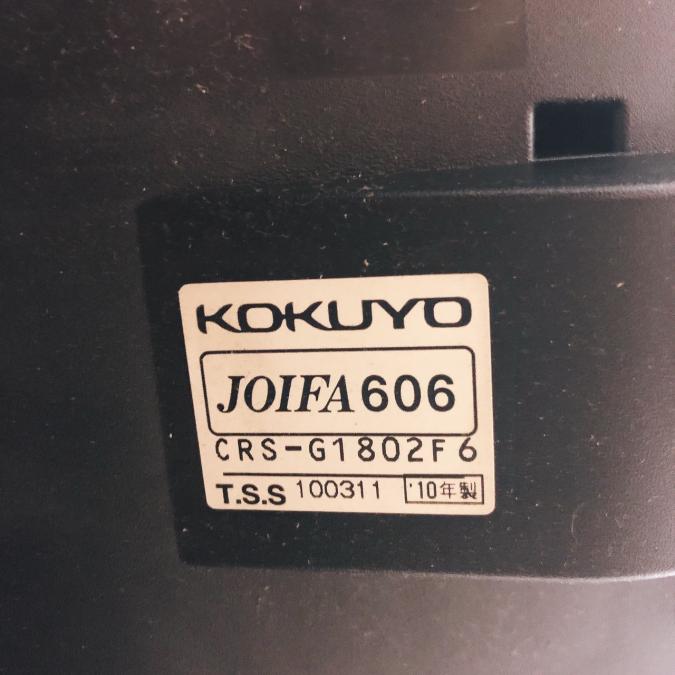 KOKUYO
JOIFA606
CRS-G1802F6
T.S.S 100311 '10年製